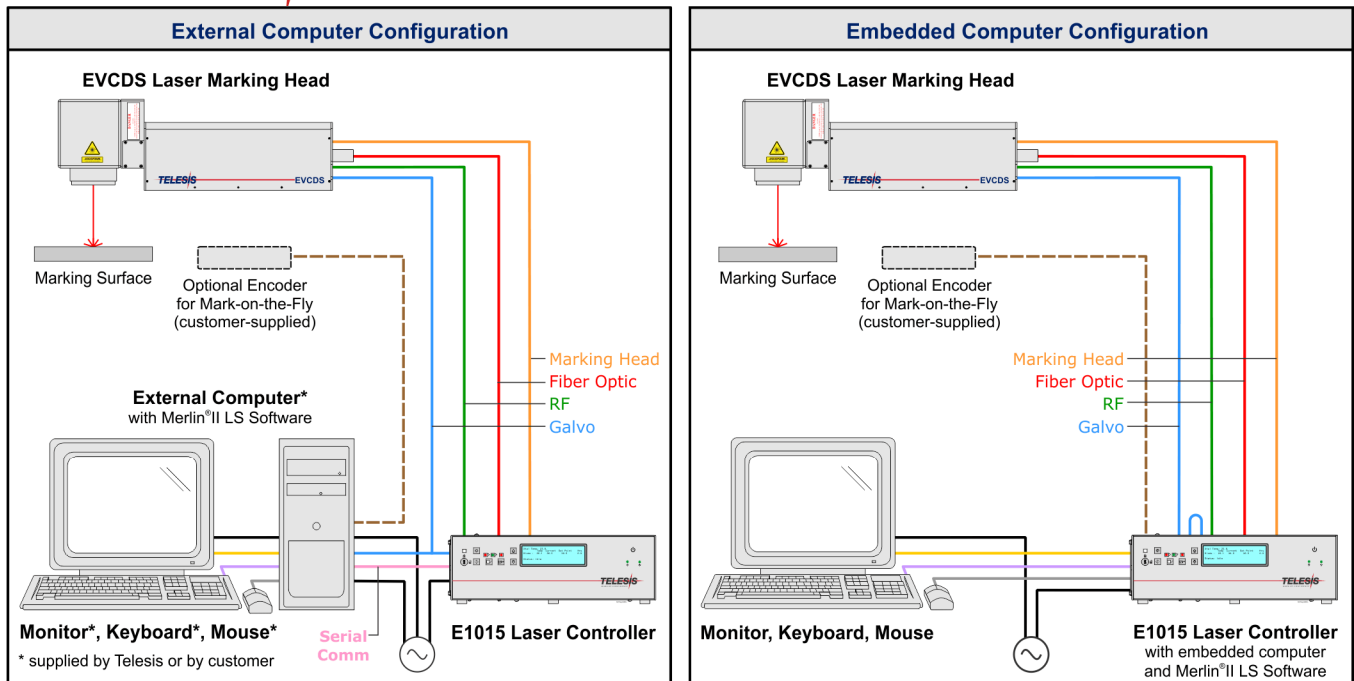 External Computer Configuration
EVCDS Laser Marking Head
TELESIS
EVCDS
Marking Surface
Optional Encoder
for Mark-on-the-Fly
(customer-supplied)
Marking Head
Fiber Optic
RF
Galvo
External Computer*
with Merlin®II LS Software
TELESIS
Monitor*, Keyboard*, Mouse*
* supplied by Telesis or by customer
Serial
Comm
E1015 Laser Controller
Embedded Computer Configuration
EVCDS Laser Marking Head
TELESIS
EVCDS
Marking Surface
Optional Encoder
for Mark-on-the-Fly
(customer-supplied)
Marking Head
Fiber Optic
RF
Galvo
TELESIS
Monitor, Keyboard, Mouse
E1015 Laser Controller
with embedded computer
and Merlin®II LS Software